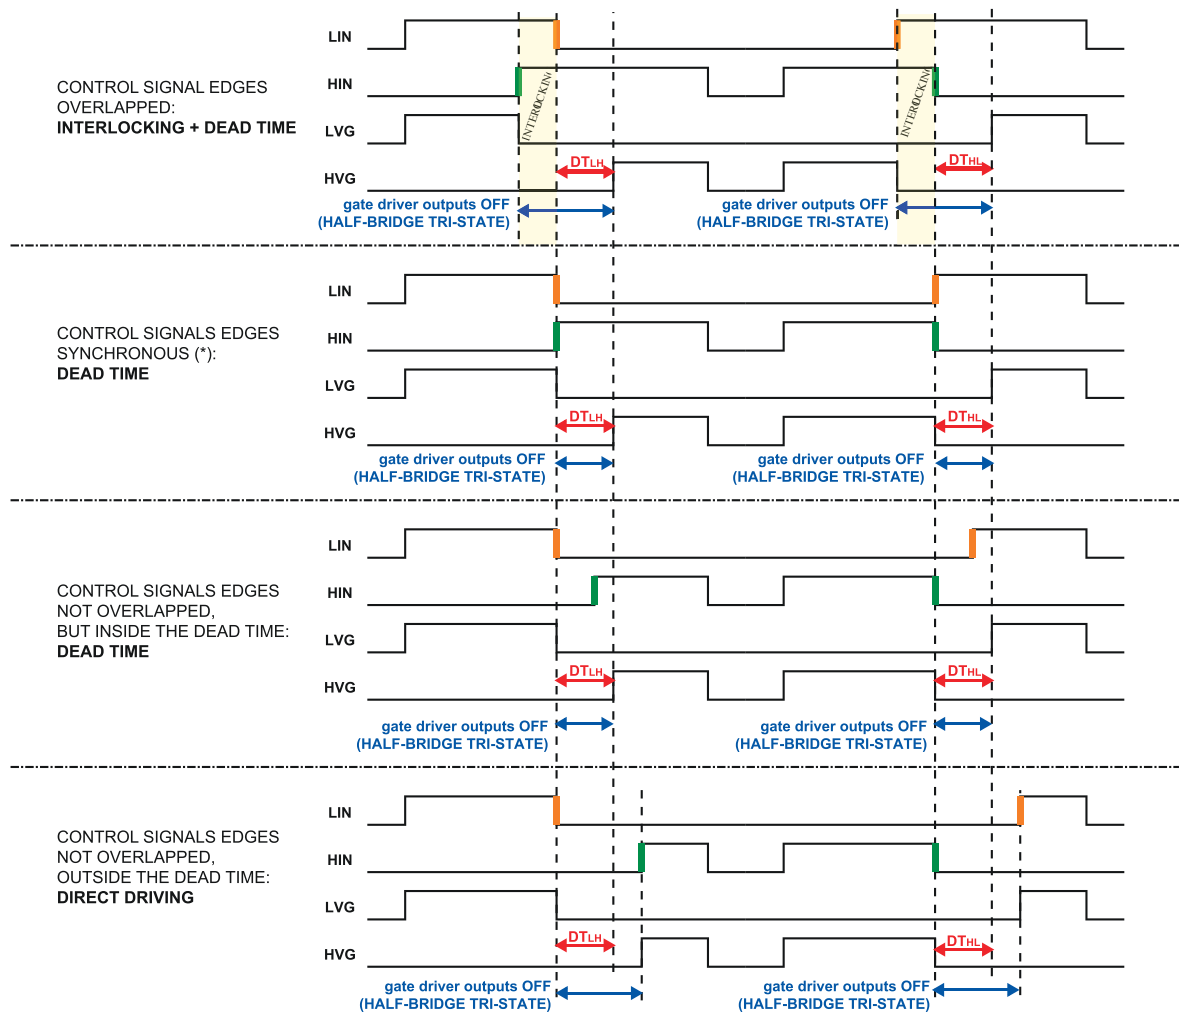 LIN
HIN
CONTROL SIGNAL EDGES
OVERLAPPED:
INTERLOCKING + DEAD TIME
INTERLOCKING
INTERLOCKING
LVG
DTLH
DTHL
HVG
gate driver outputs OFF
(HALF-BRIDGE TRI-STATE)
gate driver outputs OFF
(HALF-BRIDGE TRI-STATE)
LIN
CONTROL SIGNALS EDGES
SYNCHRONOUS (*):
DEAD TIME
HIN
LVG
DTLH
DTHL
HVG
gate driver outputs OFF
(HALF-BRIDGE TRI-STATE)
gate driver outputs OFF
(HALF-BRIDGE TRI-STATE)
LIN
CONTROL SIGNALS EDGES
NOT OVERLAPPED,
BUT INSIDE THE DEAD TIME:
DEAD TIME
HIN
LVG
DTLH
DTHL
HVG
gate driver outputs OFF
(HALF-BRIDGE TRI-STATE)
gate driver outputs OFF
(HALF-BRIDGE TRI-STATE)
LIN
CONTROL SIGNALS EDGES
NOT OVERLAPPED,
OUTSIDE THE DEAD TIME:
DIRECT DRIVING
HIN
LVG
DTLH
DTHL
HVG
gate driver outputs OFF
(HALF-BRIDGE TRI-STATE)
gate driver outputs OFF
(HALF-BRIDGE TRI-STATE)